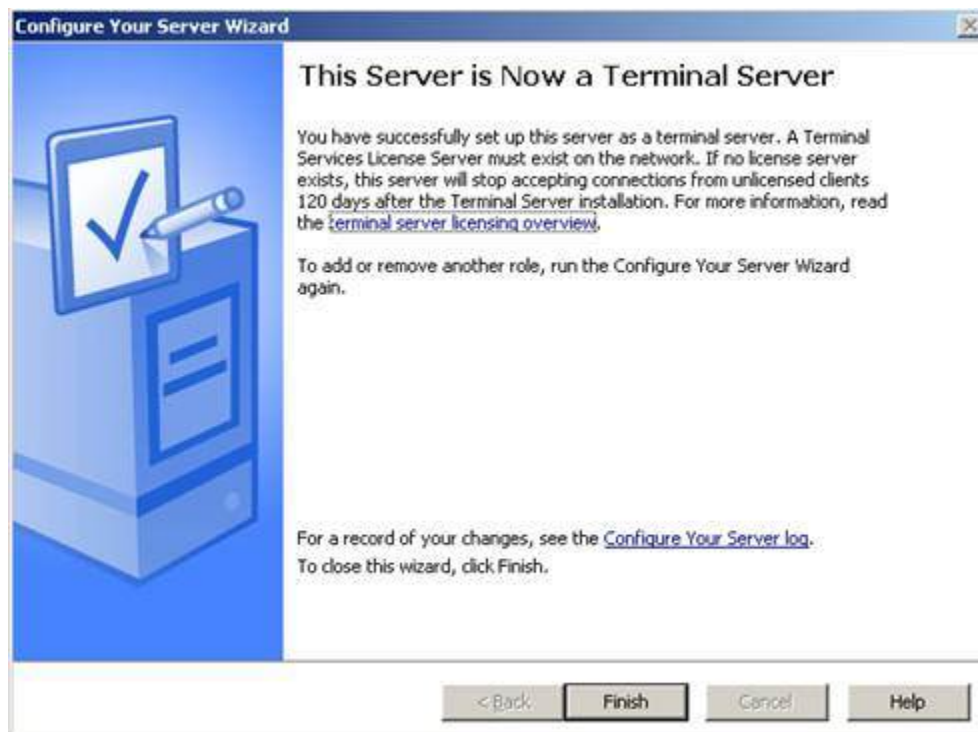 Configure Your Server Wizard
This Server is Now a Terminal Server
You have successfully set up this server as a terminal server. A Terminal
Services License Server must exist on the network. If no license server
exists, this server will stop accepting connections from unlicensed clients
120 days after the Terminal Server installation. For more information, read
the terminal server licensing overview.
To add or remove another role, run the Configure Your Server Wizard
again.
For a record of your changes, see the Configure Your Server log.
To close this wizard, click Finish.
< Back Finish Cancel Help